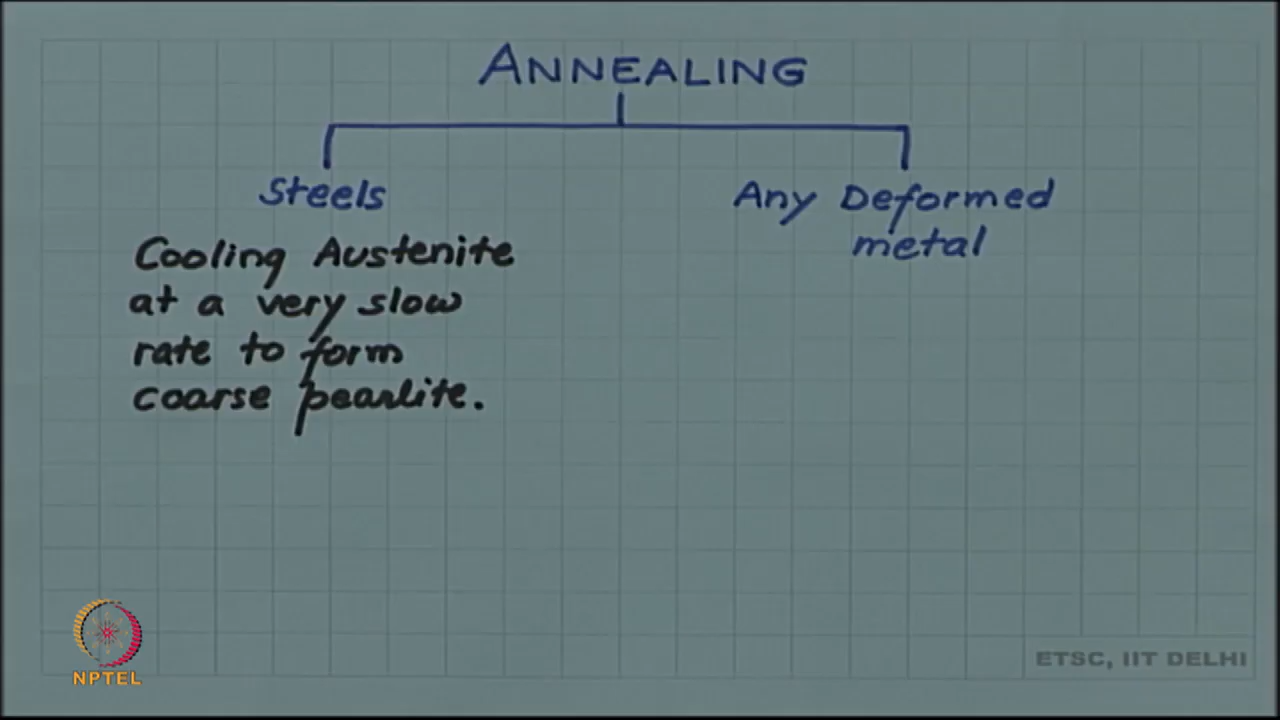 ANNEALING
Steels
Cooling Austenite
at a very slow
rate to form
coarse pearlite.
Any Deformed
metal
NPTEL
ETSC, IIT DELHI